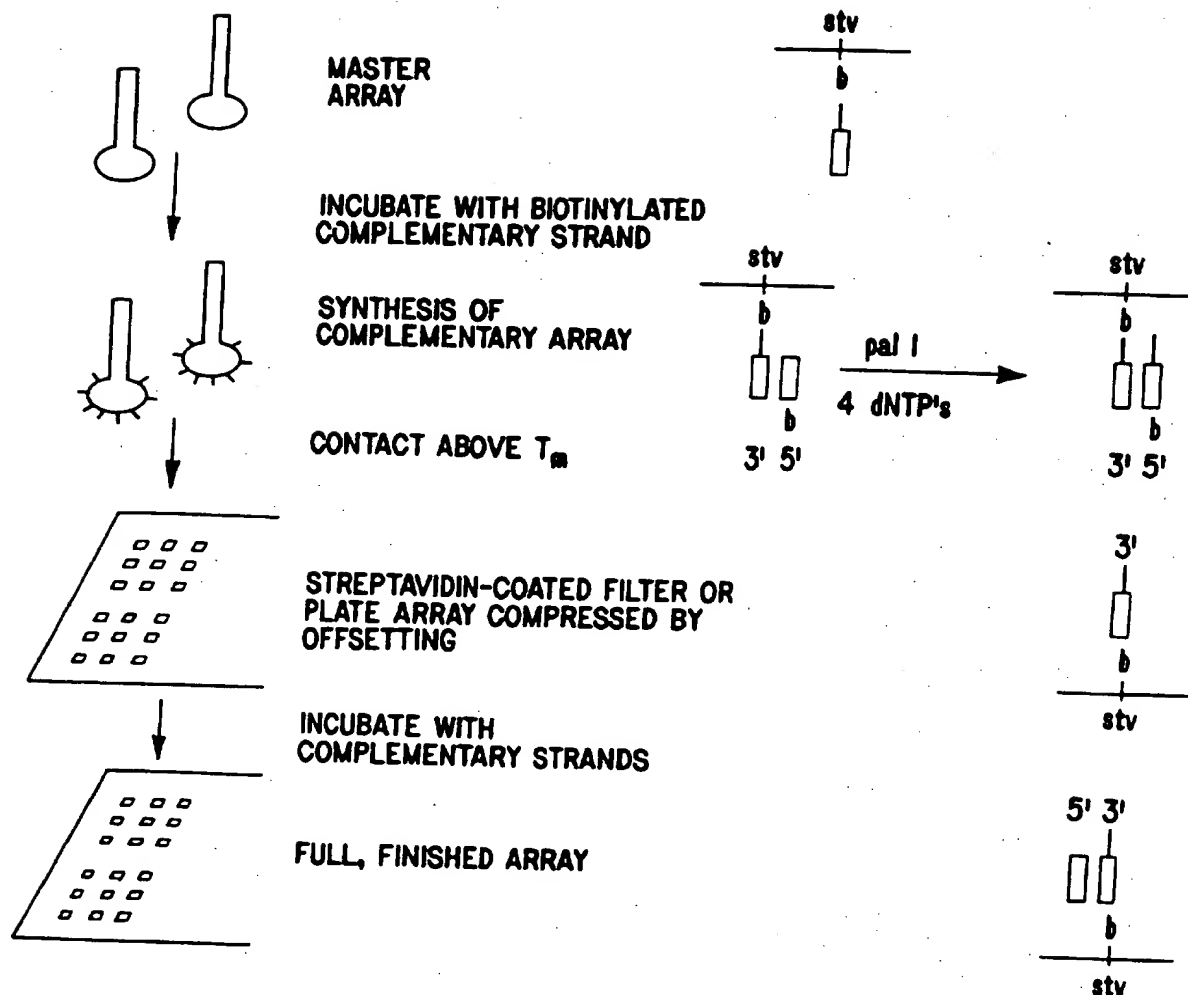 stv
b
MASTER
ARRAY
INCUBATE WITH BIOTINYLATED
COMPLEMENTARY STRAND
SYNTHESIS OF
COMPLEMENTARY ARRAY
stv
b
b
3' 5'
pal I
4 dNTP's
stv
b
b
3' 5'
CONTACT ABOVE Tm
STREPTAVIDIN-COATED FILTER OR
PLATE ARRAY COMPRESSED BY
OFFSETTING
3'
b
stv
INCUBATE WITH
COMPLEMENTARY STRANDS
FULL, FINISHED ARRAY
5' 3'
b
stv